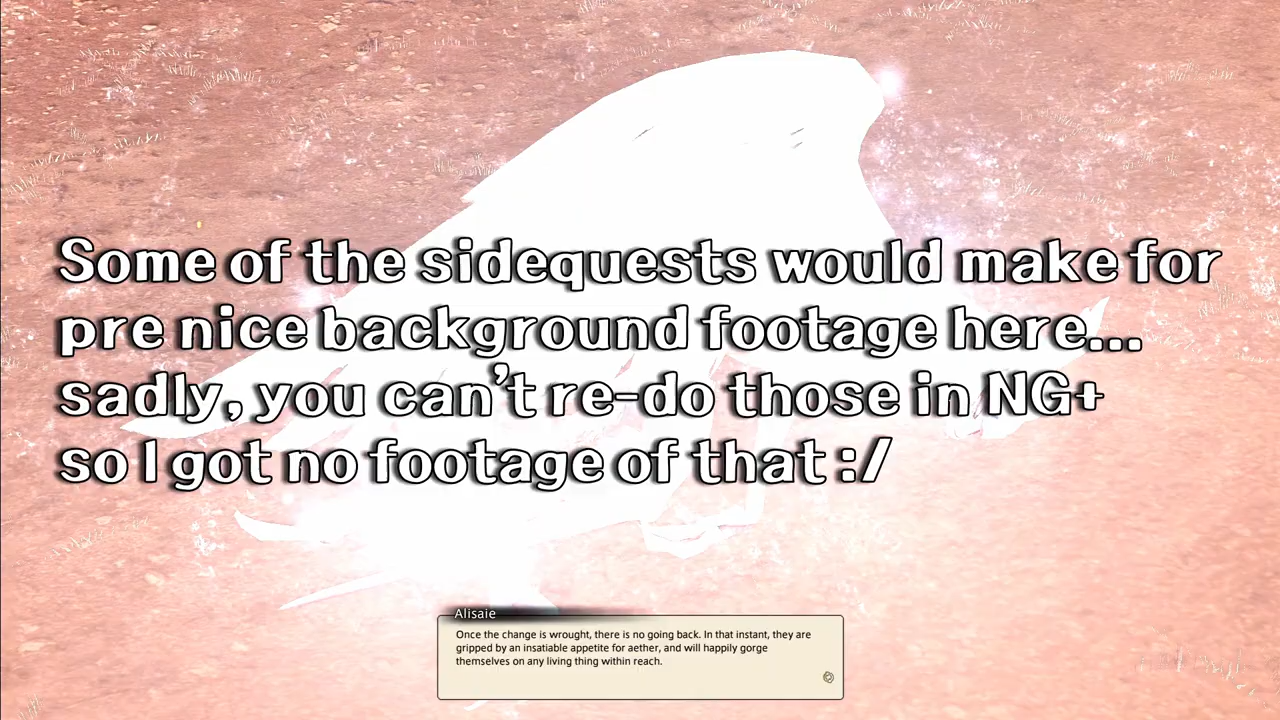 Some of the sidequests would make for
pre nice background footage here...
sadly, you can't re-do those in NG+
so I got no footage of that :/
Alisaie
Once the change is wrought, there is no going back. In that instant, they are
gripped by an insatiable appetite for aether, and will happily gorge
themselves on any living thing within reach.